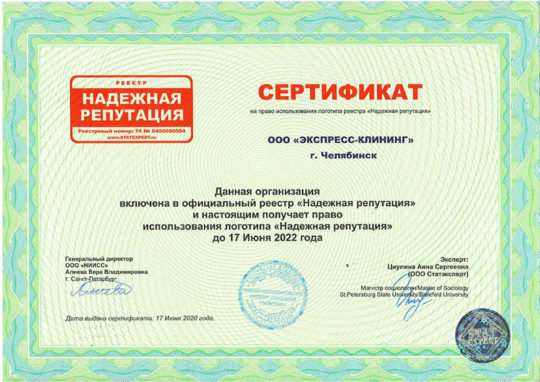 РЕЕСТР
НАДЕЖНАЯ
РЕПУТАЦИЯ
Реестровый номер: 74 № 0400000504
www.STATEXPERT.ru
СЕРТИФИКАТ
на право использования логотипа реестра «Надежная репутация»
ООО «ЭКСПРЕСС-КЛИНИНГ»
г. Челябинск
Данная организация
включена в официальный реестр «Надежная репутация»
и настоящим получает право
использования логотипа «Надежная репутация»
до 17 Июня 2022 года
Генеральный директор
ООО «НИИСС»
Алиева Вера Владимировна
г. Санкт-Петербург
Эксперт:
Циулина Анна Сергеевна
(ООО Статэксперт)
Магистр социологии/Master of Sociology
St.Petersburg State University/Bielefeld University
Дата выдачи сертификата: 17 Июня 2020 года.